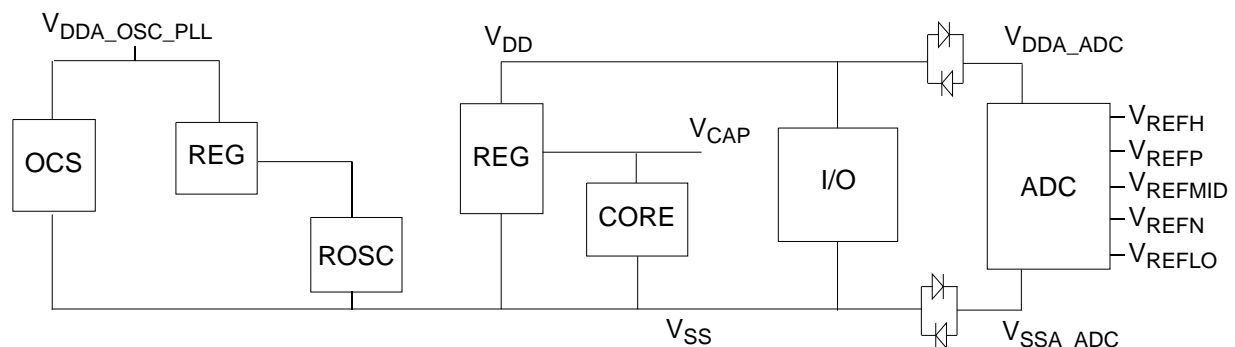 VDDA_OSC_PLL
VDD
VDDA_ADC
OCS
REG
REG
VCAP
CORE
I/O
ADC
VREFH
VREFP
VREFMID
VREFN
VREFLO
ROSC
VSS
VSSA_ADC